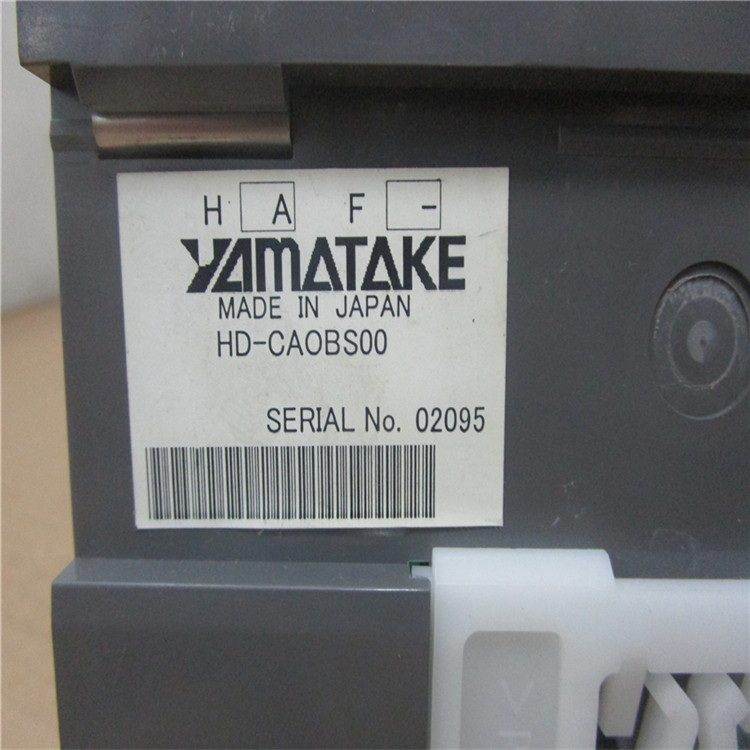 H A F -
YAMATAKE
MADE IN JAPAN
HD-CAOBS00
SERIAL No. 02095